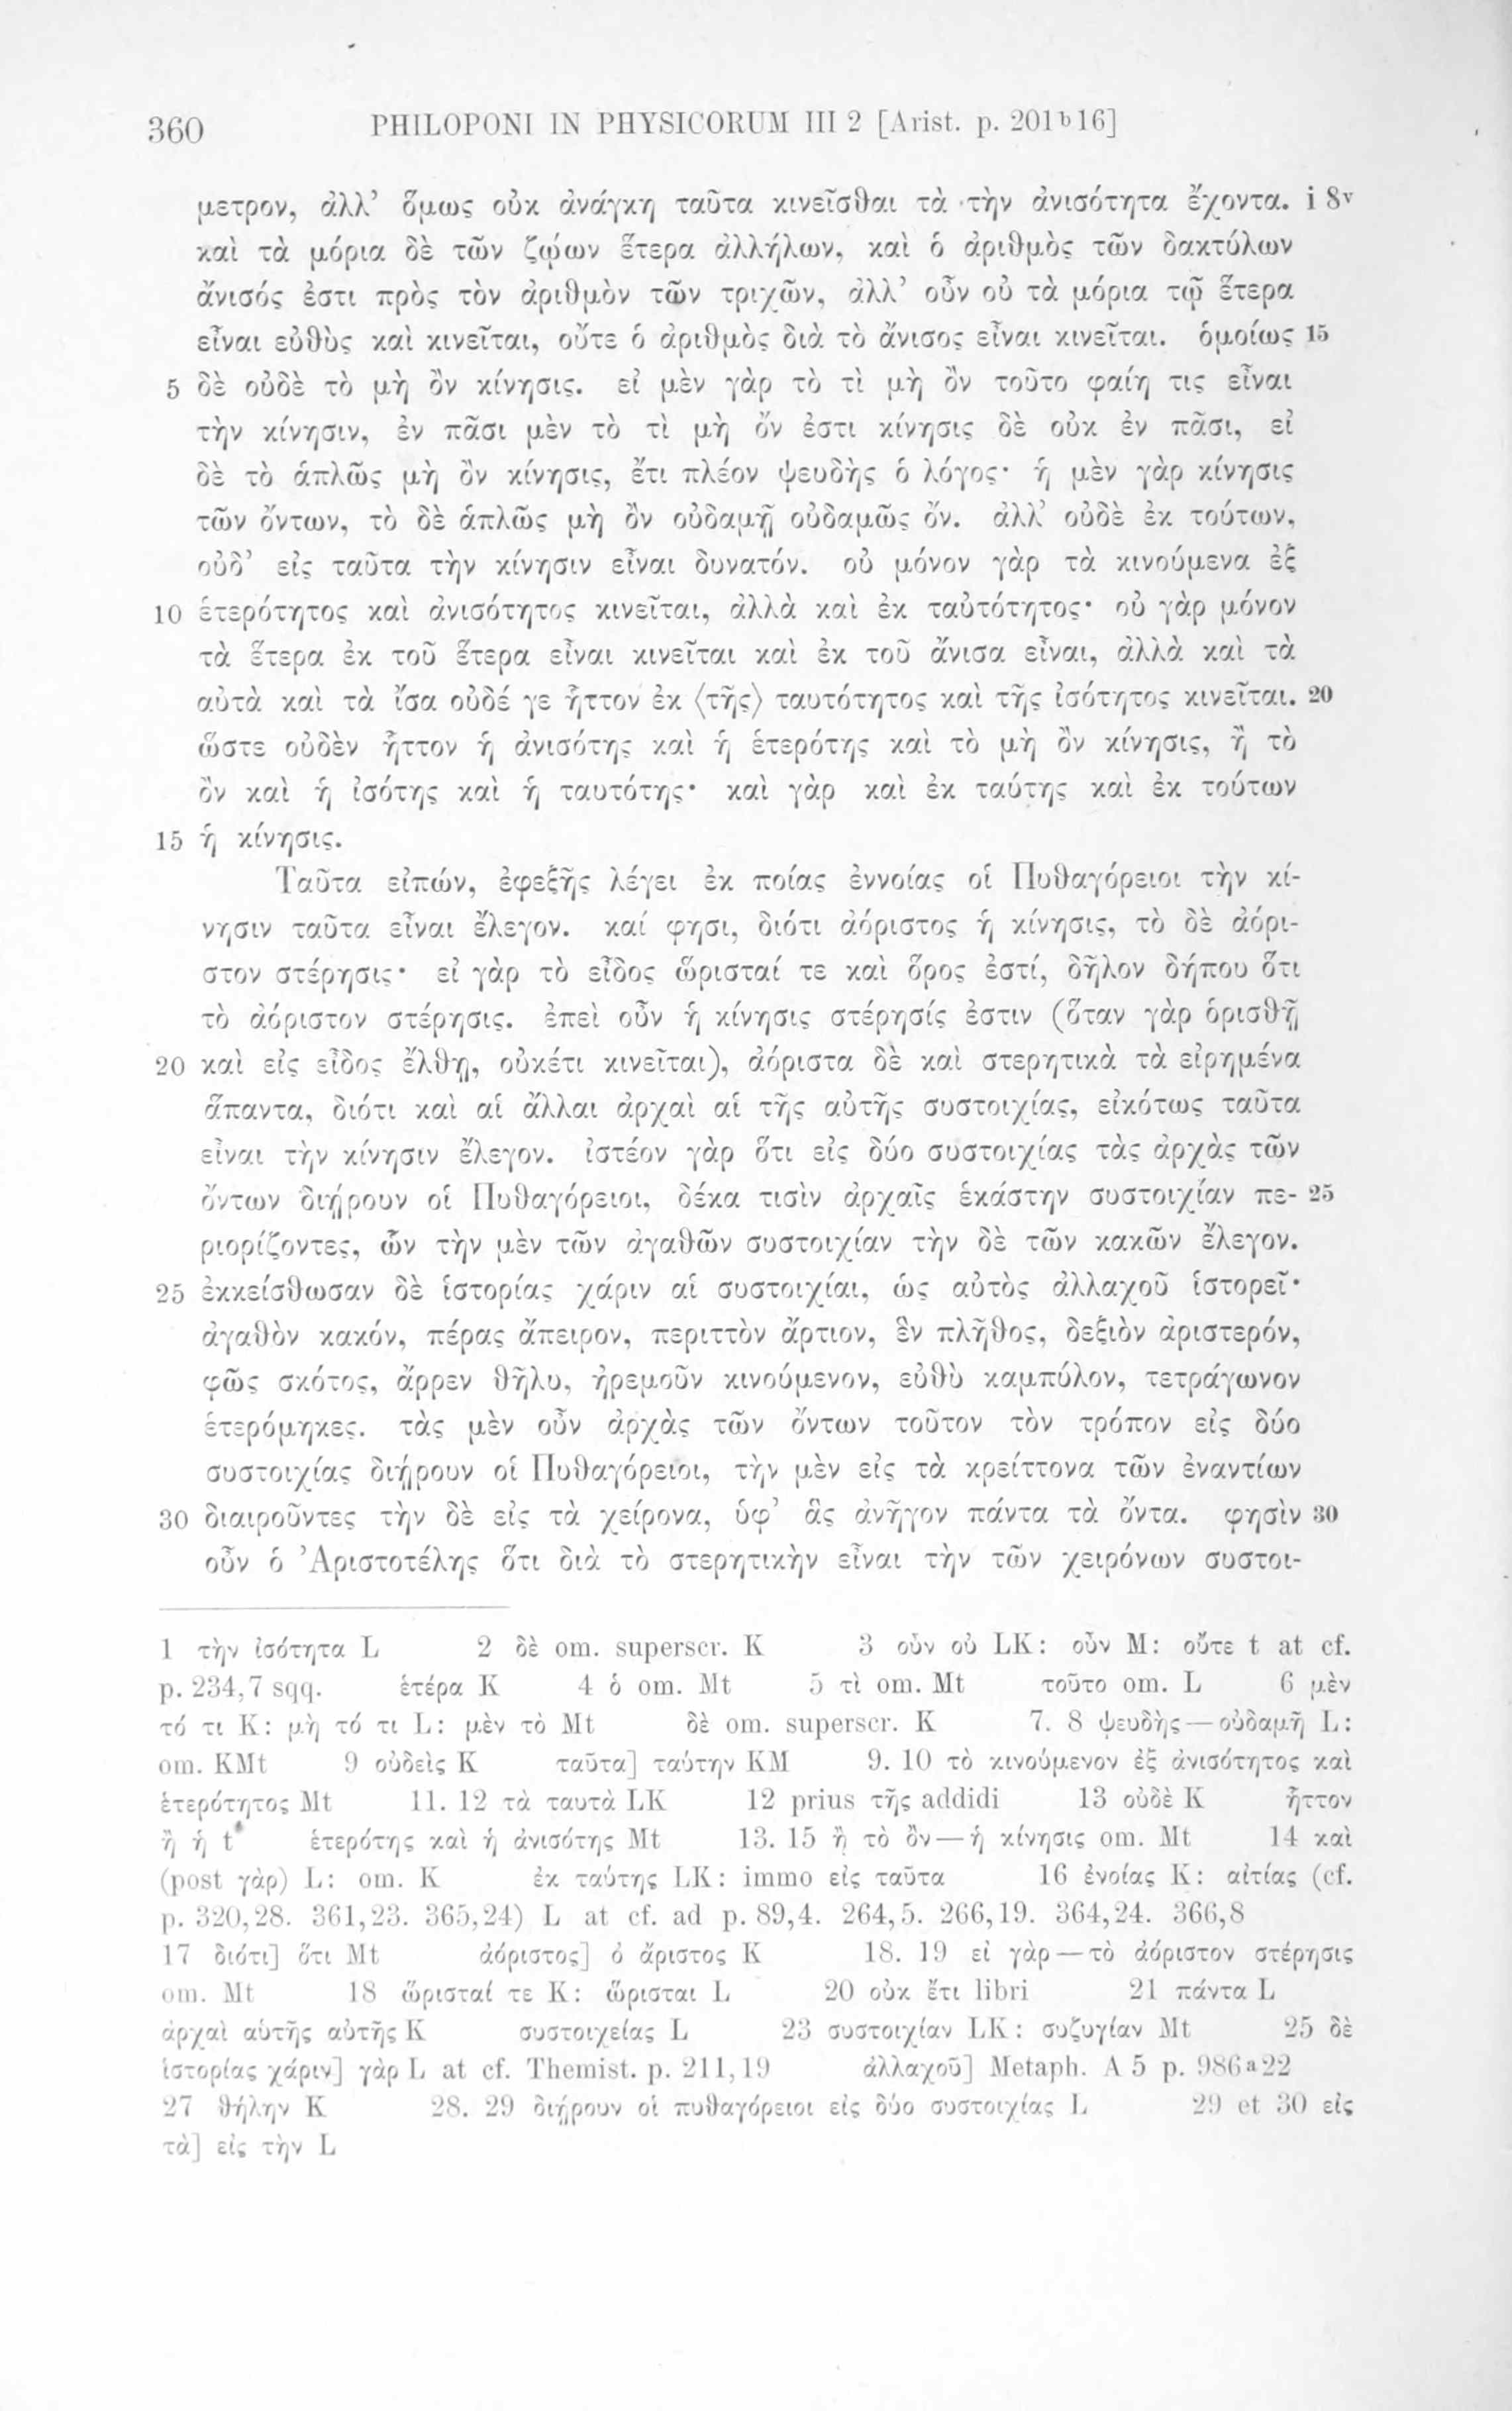 360 PHILOPONI IN PHYSICORUM III 2 [Arist. p. 201ᵇ16]
μετρον, ἀλλ’ ὅμως οὐκ ἀνάγκη ταῦτα κινεῖσθαι τὰ τὴν ἀνισότητα ἔχοντα. i 8ᵛ
καὶ τὰ μόρια δὲ τῶν ζῴων ἕτερα ἀλλήλων, καὶ ὁ ἀριθμὸς τῶν δακτύλων
ἄνισός ἐστι πρὸς τὸν ἀριθμὸν τῶν τριχῶν, ἀλλ’ οὖν οὐ τὰ μόρια τῷ ἕτερα
εἶναι εὐθὺς καὶ κινεῖται, οὔτε ὁ ἀριθμὸς διὰ τὸ ἄνισος εἶναι κινεῖται. ὁμοίως 15
5 δὲ οὐδὲ τὸ μὴ ὂν κίνησις. εἰ μὲν γὰρ τὸ τὶ μὴ ὂν τοῦτο φαίη τις εἶναι
τὴν κίνησιν, ἐν πᾶσι μὲν τὸ τὶ μὴ ὄν ἐστι κίνησις δὲ οὐκ ἐν πᾶσι, εἰ
δὲ τὸ ἁπλῶς μὴ ὂν κίνησις, ἔτι πλέον ψευδὴς ὁ λόγος· ἡ μὲν γὰρ κίνησις
τῶν ὄντων, τὸ δὲ ἁπλῶς μὴ ὂν οὐδαμῇ οὐδαμῶς ὄν. ἀλλ’ οὐδὲ ἐκ τούτων,
οὐδ’ εἰς ταῦτα τὴν κίνησιν εἶναι δυνατόν. οὐ μόνον γὰρ τὰ κινούμενα ἐξ
10 ἑτερότητος καὶ ἀνισότητος κινεῖται, ἀλλὰ καὶ ἐκ ταὐτότητος· οὐ γὰρ μόνον
τὰ ἕτερα ἐκ τοῦ ἕτερα εἶναι κινεῖται καὶ ἐκ τοῦ ἄνισα εἶναι, ἀλλὰ καὶ τὰ
αὐτὰ καὶ τὰ ἴσα οὐδέ γε ἧττον ἐκ ⟨τῆς⟩ ταυτότητος καὶ τῆς ἰσότητος κινεῖται. 20
ὥστε οὐδὲν ἧττον ἡ ἀνισότης καὶ ἡ ἑτερότης καὶ τὸ μὴ ὂν κίνησις, ἢ τὸ
ὂν καὶ ἡ ἰσότης καὶ ἡ ταυτότης· καὶ γὰρ καὶ ἐκ ταύτης καὶ ἐκ τούτων
15 ἡ κίνησις.
Ταῦτα εἰπών, ἐφεξῆς λέγει ἐκ ποίας ἐννοίας οἱ Πυθαγόρειοι τὴν κί-
νησιν ταῦτα εἶναι ἔλεγον. καί φησι, διότι ἀόριστος ἡ κίνησις, τὸ δὲ ἀόρι-
στον στέρησις· εἰ γὰρ τὸ εἶδος ὥρισταί τε καὶ ὅρος ἐστί, δῆλον δήπου ὅτι
τὸ ἀόριστον στέρησις. ἐπεὶ οὖν ἡ κίνησις στέρησίς ἐστιν (ὅταν γὰρ ὁρισθῇ
20 καὶ εἰς εἶδος ἔλθῃ, οὐκέτι κινεῖται), ἀόριστα δὲ καὶ στερητικὰ τὰ εἰρημένα
ἅπαντα, διότι καὶ αἱ ἄλλαι ἀρχαὶ αἱ τῆς αὐτῆς συστοιχίας, εἰκότως ταῦτα
εἶναι τὴν κίνησιν ἔλεγον. ἰστέον γὰρ ὅτι εἰς δύο συστοιχίας τὰς ἀρχὰς τῶν
ὄντων διῄρουν οἱ Πυθαγόρειοι, δέκα τισὶν ἀρχαῖς ἑκάστην συστοιχίαν πε- 25
ριορίζοντες, ὧν τὴν μὲν τῶν ἀγαθῶν συστοιχίαν τὴν δὲ τῶν κακῶν ἔλεγον.
25 ἐκκείσθωσαν δὲ ἱστορίας χάριν αἱ συστοιχίαι, ὡς αὐτὸς ἀλλαχοῦ ἱστορεῖ·
ἀγαθὸν κακόν, πέρας ἄπειρον, περιττὸν ἄρτιον, ἓν πλῆθος, δεξιὸν ἀριστερόν,
φῶς σκότος, ἄρρεν θῆλυ, ἠρεμοῦν κινούμενον, εὐθὺ καμπύλον, τετράγωνον
ἑτερόμηκες. τὰς μὲν οὖν ἀρχὰς τῶν ὄντων τοῦτον τὸν τρόπον εἰς δύο
συστοιχίας διῄρουν οἱ Πυθαγόρειοι, τὴν μὲν εἰς τὰ κρείττονα τῶν ἐναντίων
30 διαιροῦντες τὴν δὲ εἰς τὰ χείρονα, ὑφ’ ἃς ἀνῆγον πάντα τὰ ὄντα. φησὶν 30
οὖν ὁ Ἀριστοτέλης ὅτι διὰ τὸ στερητικὴν εἶναι τὴν τῶν χειρόνων συστοι-
1 τὴν ἰσότητα L 2 δὲ om. superscr. K 3 οὖν οὐ LK: οὖν M: οὔτε t at cf.
p. 234,7 sqq. ἑτέρα K 4 ὁ om. Mt 5 τὶ om. Mt τοῦτο om. L 6 μὲν
τό τι K: μὴ τό τι L: μὲν τὸ Mt δὲ om. superscr. K 7. 8 ψευδὴς — οὐδαμῇ L:
om. KMt 9 οὐδεὶς K ταῦτα] ταύτην KM 9. 10 τὸ κινούμενον ἐξ ἀνισότητος καὶ
ἑτερότητος Mt 11. 12 τὰ ταυτὰ LK 12 prius τῆς addidi 13 οὐδὲ K ἧττον
ἢ ἡ t ἑτερότης καὶ ἡ ἀνισότης Mt 13. 15 ἢ τὸ ὂν — ἡ κίνησις om. Mt 14 καὶ
(post γὰρ) L: om. K ἐκ ταύτης LK: immo εἰς ταῦτα 16 ἐνοίας K: αἰτίας (cf.
p. 320,28. 361,23. 365,24) L at cf. ad p. 89,4. 264,5. 266,19. 364,24. 366,8
17 διότι] ὅτι Mt ἀόριστος] ὁ ἄριστος K 18. 19 εἰ γὰρ — τὸ ἀόριστον στέρησις
om. Mt 18 ὥρισταί τε K: ὥρισται L 20 οὐκ ἔτι libri 21 πάντα L
ἀρχαὶ αὑτῆς αὐτῆς K συστοιχείας L 23 συστοιχίαν LK: συζυγίαν Mt 25 δὲ
ἱστορίας χάριν] γὰρ L at cf. Themist. p. 211,19 ἀλλαχοῦ] Metaph. A 5 p. 986ᵃ22
27 θήλην K 28. 29 διῄρουν οἱ πυθαγόρειοι εἰς δύο συστοιχίας L 29 et 30 εἰς
τὰ] εἰς τὴν L